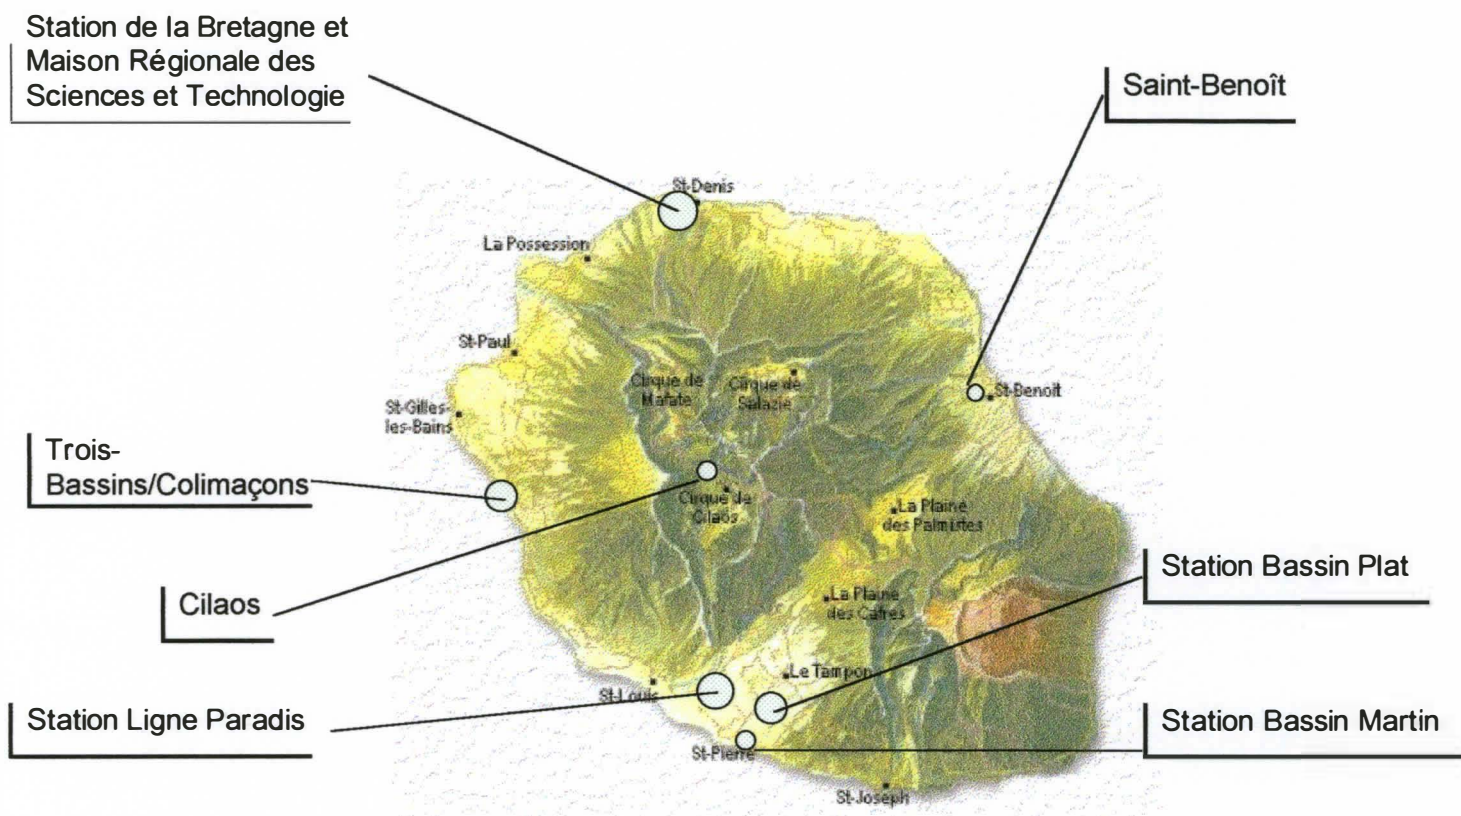 Station de la Bretagne et
Maison Régionale des
Sciences et Technologie
Saint-Benoît
St-Denis
La Possession
St-Paul
Cirque de
Mafate
Cirque de
Salazie
St-Benoit
St-Gilles-
les-Bains
Trois-
Bassins/Colimaçons
Cirque de
Cilaos
La Plaine
des Palmistes
Station Bassin Plat
Cilaos
La Plaine
des Cafres
Le Tampon
St-Louis
Station Ligne Paradis
Station Bassin Martin
St-Pierre
St-Joseph